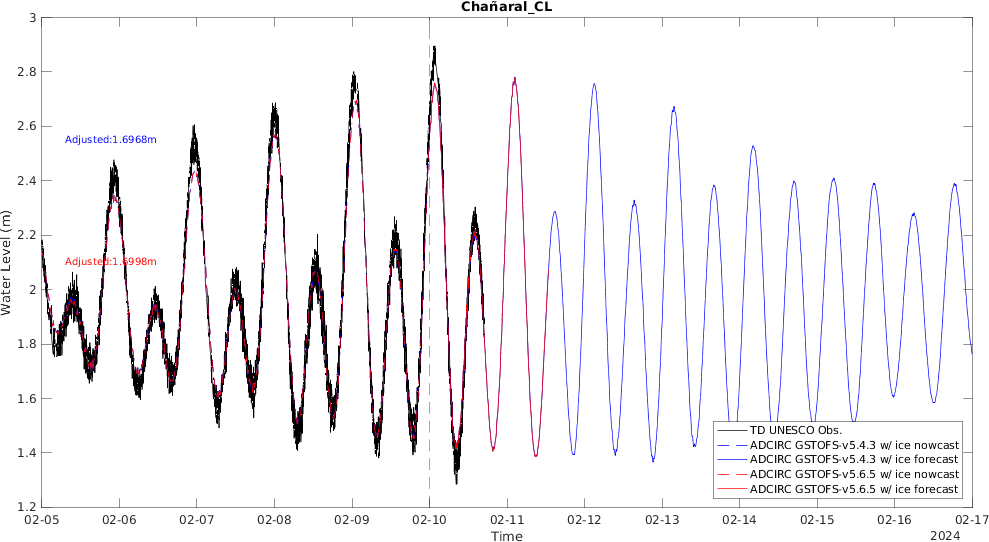 Chañaral_CL
3
2.8
2.6
2.4
2.2
2
1.8
1.6
1.4
1.2
Water Level (m)
Adjusted:1.6968m
Adjusted:1.6998m
TD UNESCO Obs.
ADCIRC GSTOFS-v5.4.3 w/ ice nowcast
ADCIRC GSTOFS-v5.4.3 w/ ice forecast
ADCIRC GSTOFS-v5.6.5 w/ ice nowcast
ADCIRC GSTOFS-v5.6.5 w/ ice forecast
02-05 02-06 02-07 02-08 02-09 02-10 02-11 02-12 02-13 02-14 02-15 02-16 02-17
Time
2024